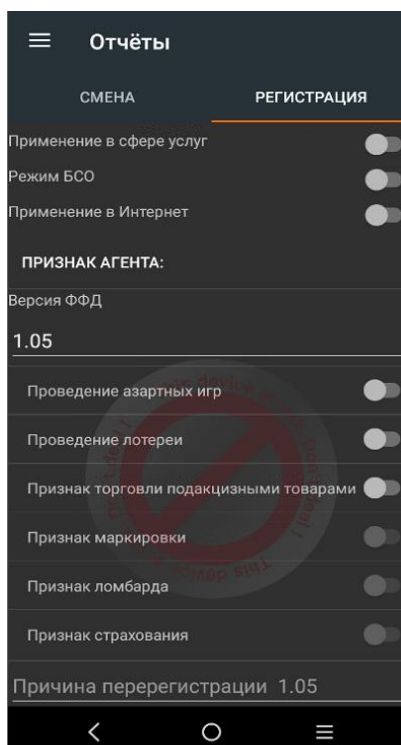 Отчёты
СМЕНА РЕГИСТРАЦИЯ
Применение в сфере услуг
Режим БСО
Применение в Интернет
ПРИЗНАК АГЕНТА:
Версия ФФД
1.05
Проведение азартных игр
Проведение лотереи
Признак торговли подакцизными товарами
Признак маркировки
Признак ломбарда
Признак страхования
Причина перерегистрации 1.05